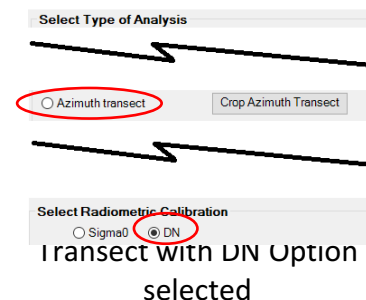 Select Type of Analysis
Azimuth transect Crop Azimuth Transect
Select Radiometric Calibration
Sigma0 DN
Transect with DN Option
selected